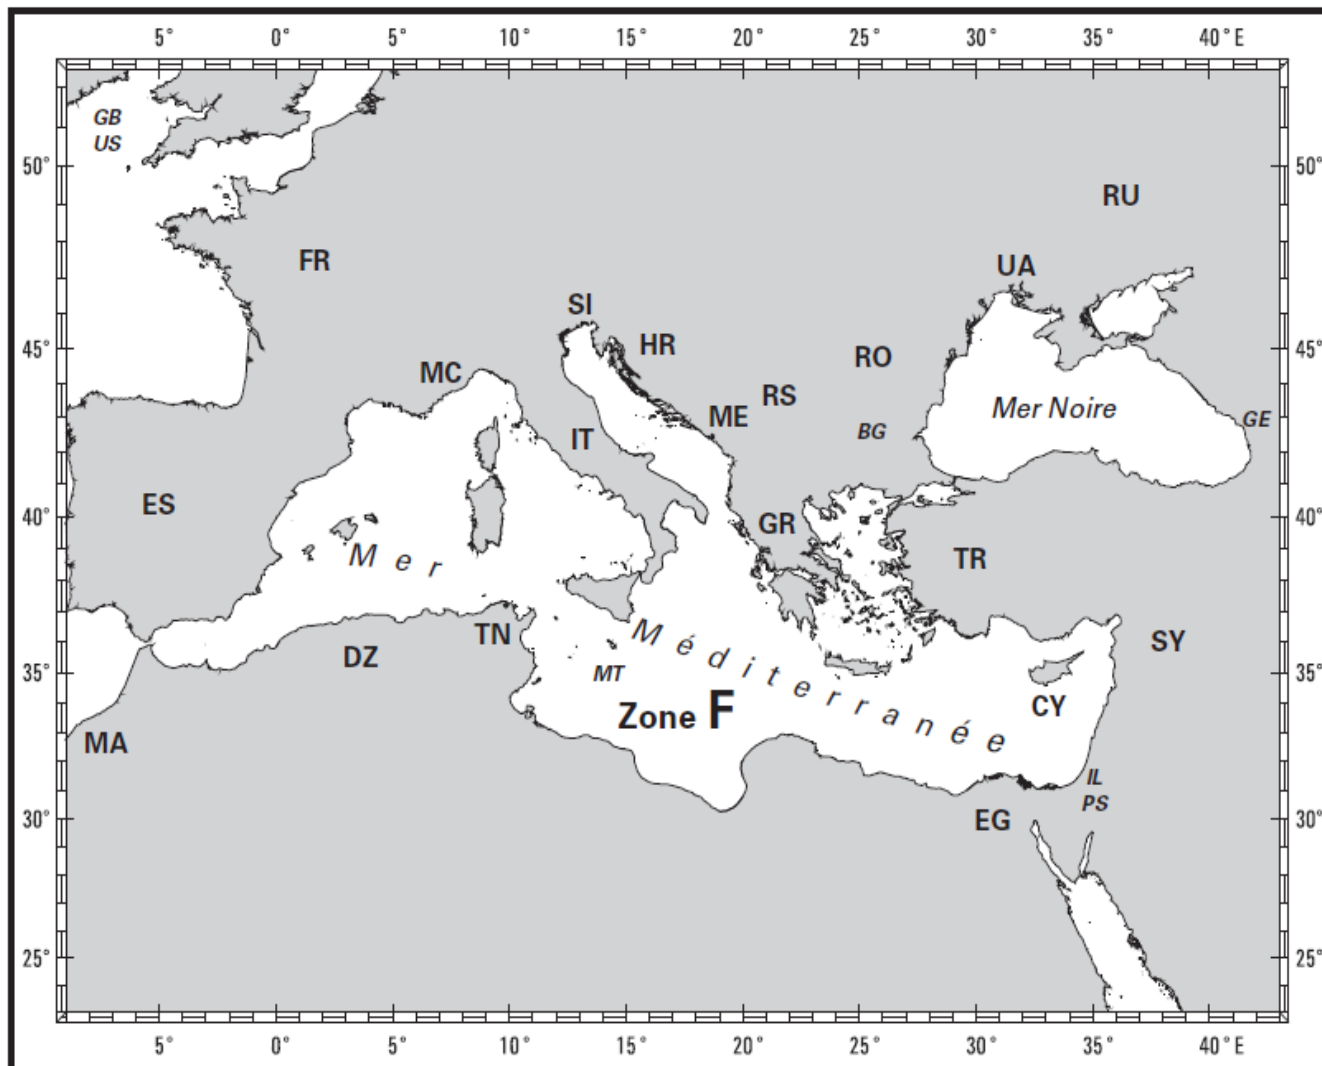 5° 0° 5° 10° 15° 20° 25° 30° 35° 40° E
GB
US
50° 50°
RU
FR
UA
SI
HR
45° RO 45°
MC
RS
ME
Mer Noire
GE
IT
BG
ES
40° GR 40°
Mer
TR
TN
SY
DZ
Méditerranée
35° MT 35°
Zone F
CY
MA
IL
PS
30° EG 30°
25° 25°
5° 0° 5° 10° 15° 20° 25° 30° 35° 40° E